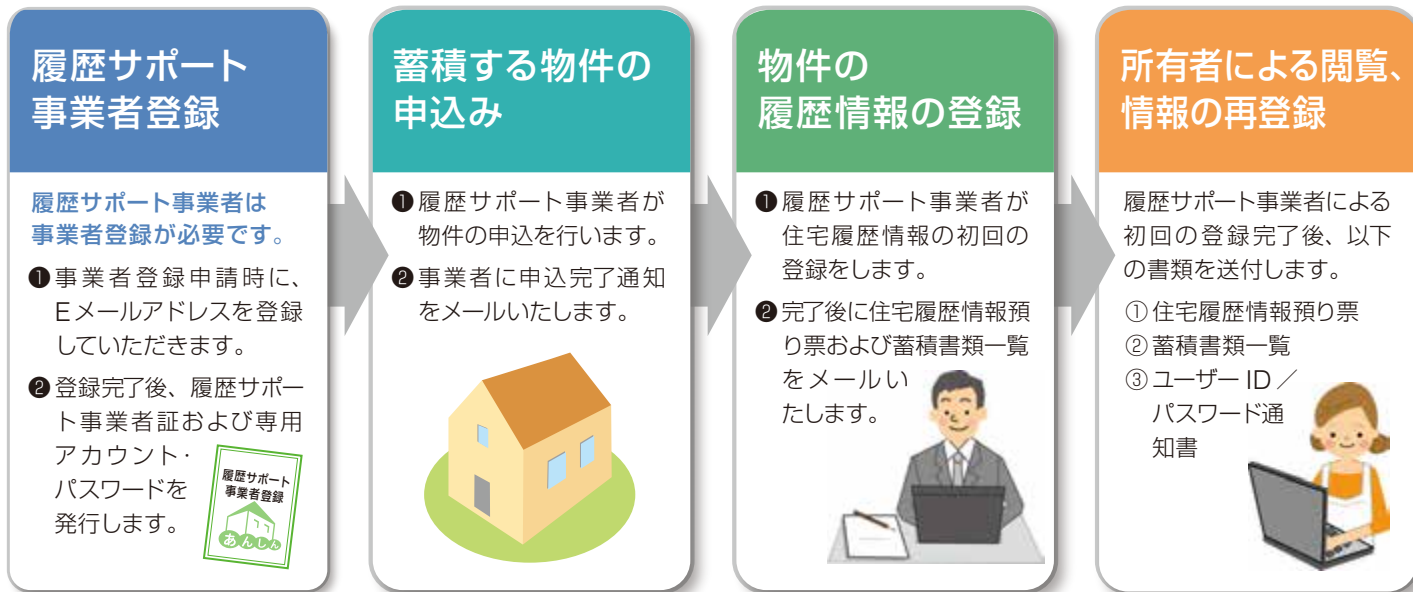 履歴サポート
事業者登録
履歴サポート事業者は
事業者登録が必要です。
❶事業者登録申請時に、
Eメールアドレスを登録
していただきます。
❷登録完了後、履歴サポー
ト事業者証および専用
アカウント・
パスワードを
発行します。
履歴サポート
事業者登録
あんしん
蓄積する物件の
申込み
❶履歴サポート事業者が
物件の申込を行います。
❷事業者に申込完了通知
をメールいたします。
物件の
履歴情報の登録
❶履歴サポート事業者が
住宅履歴情報の初回の
登録をします。
❷完了後に住宅履歴情報預
り票および蓄積書類一覧
をメールい
たします。
所有者による閲覧、
情報の再登録
履歴サポート事業者による
初回の登録完了後、以下
の書類を送付します。
①住宅履歴情報預り票
②蓄積書類一覧
③ユーザー ID ／
パスワード通
知書